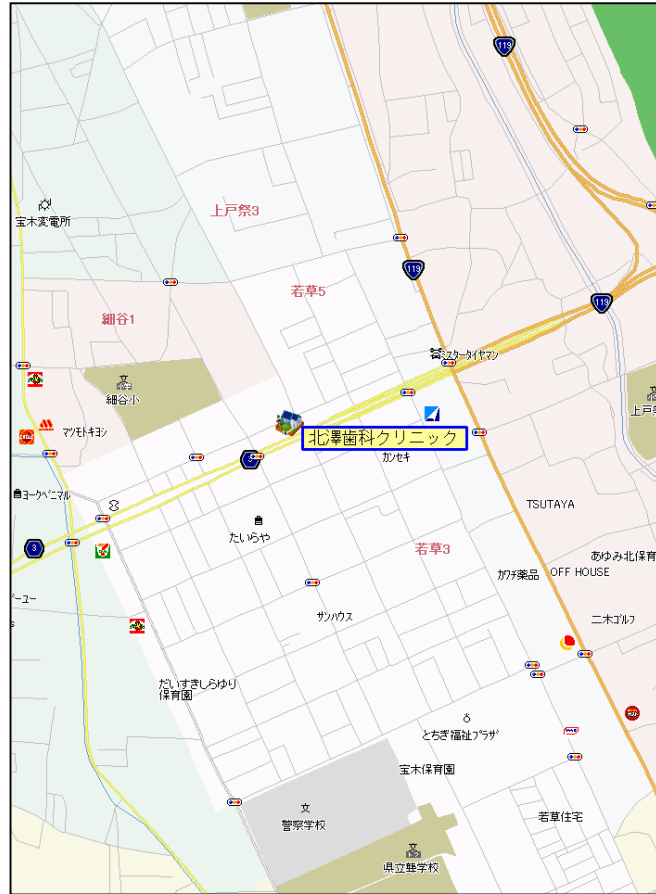 119
宝木変電所
上戸祭3
119
若草5
119
細谷1
ミスタータイヤマン
細谷小
マツモトキヨシ
北澤歯科クリニック
カンセキ
ヨークベニマル
たいらや
TSUTAYA
3
若草3
あゆみ北保育
カワチ薬品
OFF HOUSE
サンハウス
二木ゴルフ
だいすきしらゆり
保育園
とちぎ福祉プラザ
宝木保育園
若草住宅
警察学校
県立聾学校